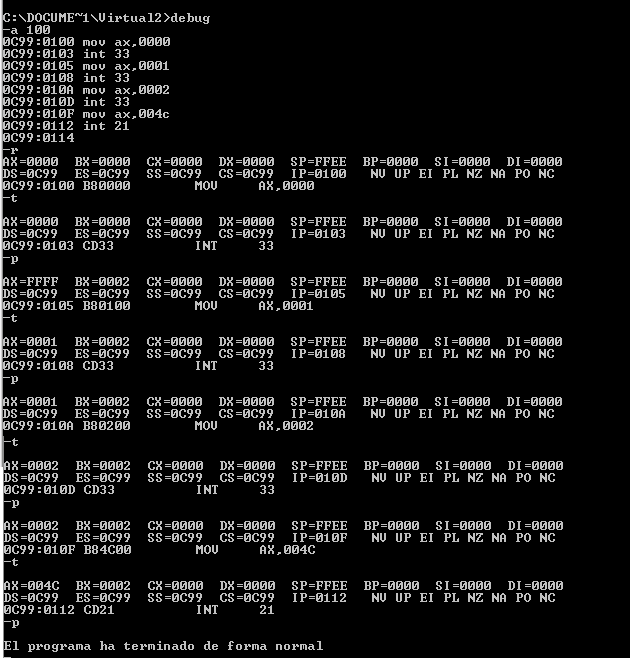 C:\DOCUME~1\Virtual2>debug
-a 100
0C99:0100 mov ax,0000
0C99:0103 int 33
0C99:0105 mov ax,0001
0C99:0108 int 33
0C99:010A mov ax,0002
0C99:010D int 33
0C99:010F mov ax,004c
0C99:0112 int 21
0C99:0114
-r
AX=0000  BX=0000  CX=0000  DX=0000  SP=FFEE  BP=0000  SI=0000  DI=0000
DS=0C99  ES=0C99  SS=0C99  CS=0C99  IP=0100   NV UP EI PL NZ NA PO NC
0C99:0100 B80000        MOV     AX,0000
-t
AX=0000  BX=0000  CX=0000  DX=0000  SP=FFEE  BP=0000  SI=0000  DI=0000
DS=0C99  ES=0C99  SS=0C99  CS=0C99  IP=0103   NV UP EI PL NZ NA PO NC
0C99:0103 CD33          INT     33
-p
AX=FFFF  BX=0002  CX=0000  DX=0000  SP=FFEE  BP=0000  SI=0000  DI=0000
DS=0C99  ES=0C99  SS=0C99  CS=0C99  IP=0105   NV UP EI PL NZ NA PO NC
0C99:0105 B80100        MOV     AX,0001
-t
AX=0001  BX=0002  CX=0000  DX=0000  SP=FFEE  BP=0000  SI=0000  DI=0000
DS=0C99  ES=0C99  SS=0C99  CS=0C99  IP=0108   NV UP EI PL NZ NA PO NC
0C99:0108 CD33          INT     33
-p
AX=0001  BX=0002  CX=0000  DX=0000  SP=FFEE  BP=0000  SI=0000  DI=0000
DS=0C99  ES=0C99  SS=0C99  CS=0C99  IP=010A   NV UP EI PL NZ NA PO NC
0C99:010A B80200        MOV     AX,0002
-t
AX=0002  BX=0002  CX=0000  DX=0000  SP=FFEE  BP=0000  SI=0000  DI=0000
DS=0C99  ES=0C99  SS=0C99  CS=0C99  IP=010D   NV UP EI PL NZ NA PO NC
0C99:010D CD33          INT     33
-p
AX=0002  BX=0002  CX=0000  DX=0000  SP=FFEE  BP=0000  SI=0000  DI=0000
DS=0C99  ES=0C99  SS=0C99  CS=0C99  IP=010F   NV UP EI PL NZ NA PO NC
0C99:010F B84C00        MOV     AX,004C
-t
AX=004C  BX=0002  CX=0000  DX=0000  SP=FFEE  BP=0000  SI=0000  DI=0000
DS=0C99  ES=0C99  SS=0C99  CS=0C99  IP=0112   NV UP EI PL NZ NA PO NC
0C99:0112 CD21          INT     21
-p
El programa ha terminado de forma normal